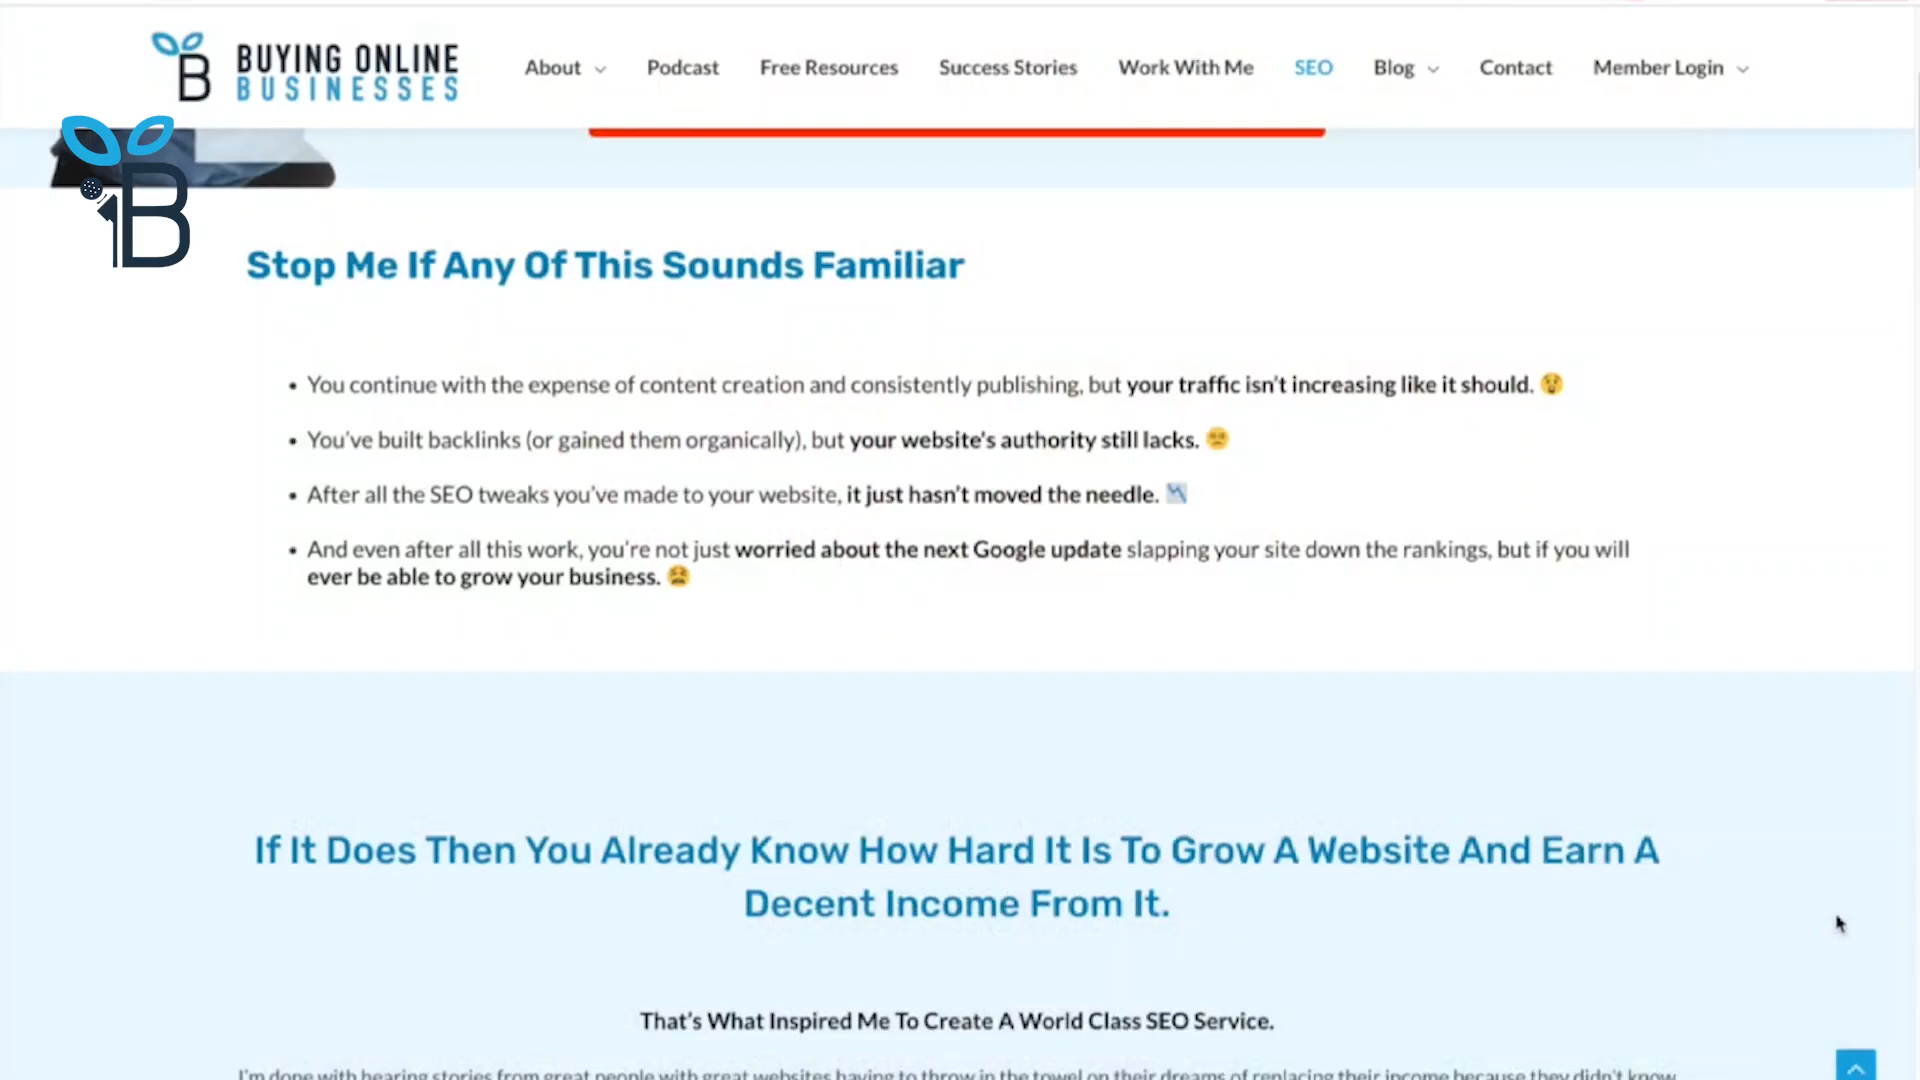 BUYING ONLINE
BUSINESSES
About Podcast Free Resources Success Stories Work With Me SEO Blog Contact Member Login
Stop Me If Any Of This Sounds Familiar
• You continue with the expense of content creation and consistently publishing, but your traffic isn't increasing like it should. 😲
• You've built backlinks (or gained them organically), but your website's authority still lacks.
• After all the SEO tweaks you've made to your website, it just hasn't moved the needle. 📉
• And even after all this work, you're not just worried about the next Google update slapping your site down the rankings, but if you will
ever be able to grow your business. 😫
If It Does Then You Already Know How Hard It Is To Grow A Website And Earn A
Decent Income From It.
That's What Inspired Me To Create A World Class SEO Service.
I'm done with hearing stories from great people with great websites having to throw in the towel on their dreams of replacing their income because they didn't know